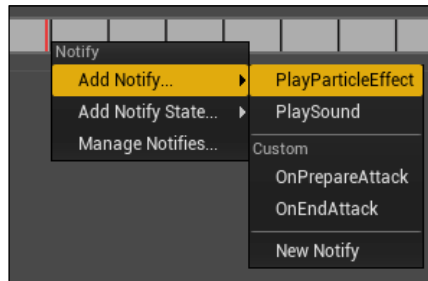 Notify
Add Notify...
Add Notify State...
Manage Notifies...
PlayParticleEffect
PlaySound
Custom
OnPrepareAttack
OnEndAttack
New Notify